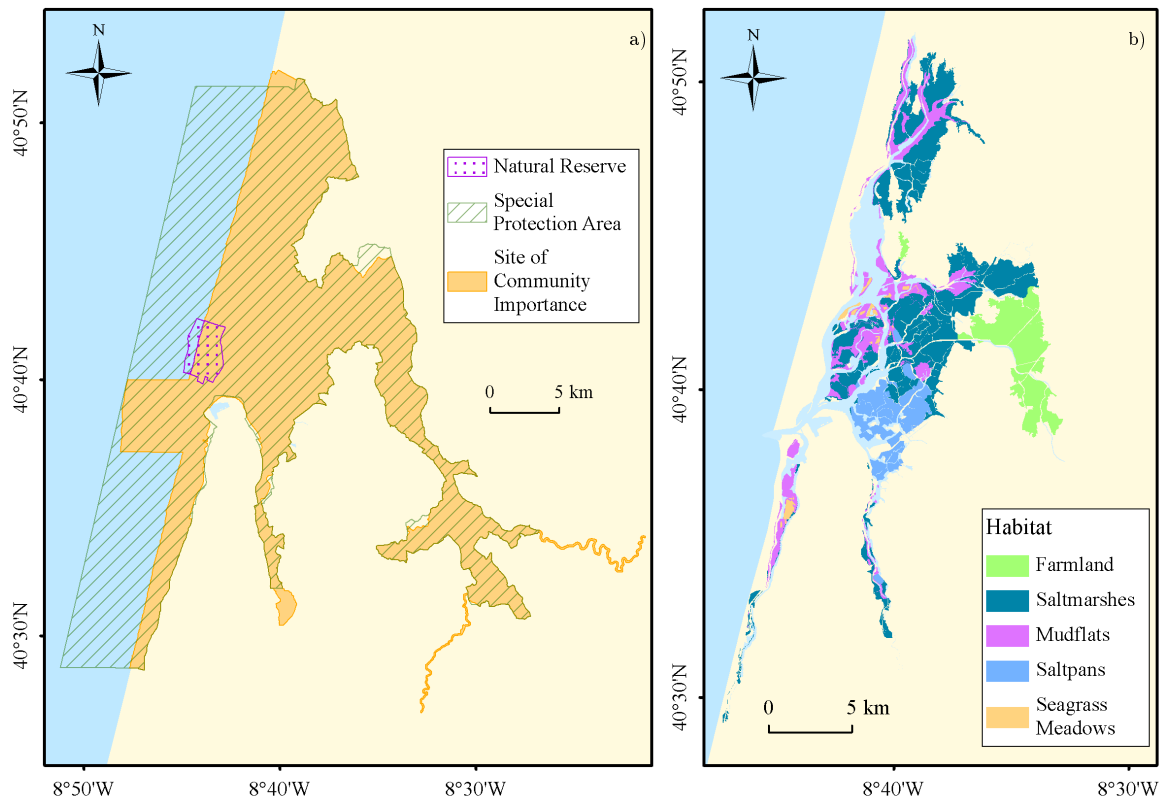 N
a)
Natural Reserve
Special
Protection Area
Site of
Community
Importance
0 5 km
40°50'N
40°40'N
40°30'N
8°50'W 8°40'W 8°30'W
N
b)
Habitat
Farmland
Saltmarshes
Mudflats
Saltpans
Seagrass
Meadows
0 5 km
40°50'N
40°40'N
40°30'N
8°40'W 8°30'W